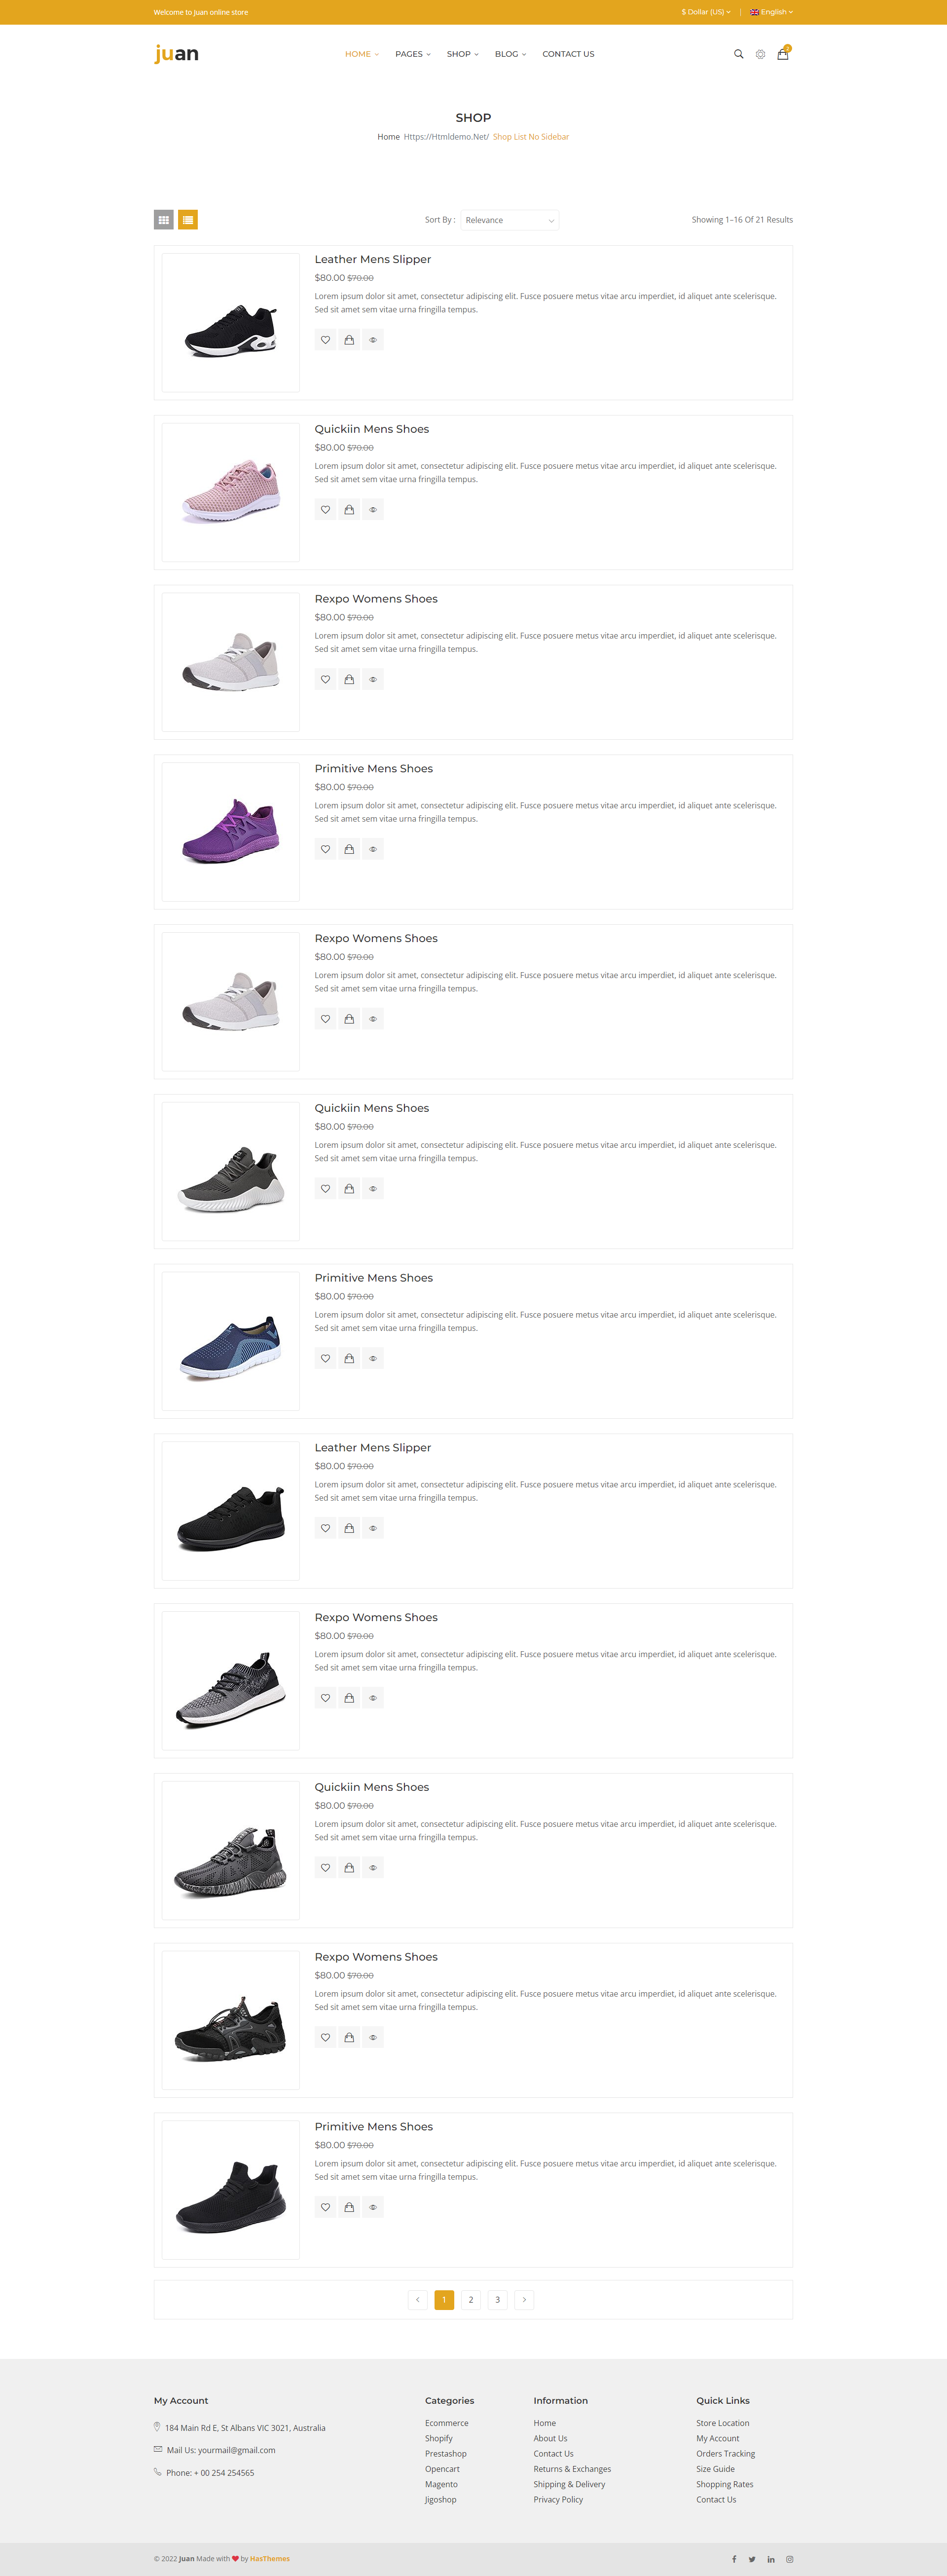 Welcome to Juan online store
$ Dollar (US) | English
juan
HOME PAGES SHOP BLOG CONTACT US
SHOP
Home Https://Htmldemo.Net/ Shop List No Sidebar
Sort By : Relevance
Showing 1–16 Of 21 Results
Leather Mens Slipper
$80.00 $70.00
Lorem ipsum dolor sit amet, consectetur adipiscing elit. Fusce posuere metus vitae arcu imperdiet, id aliquet ante scelerisque.
Sed sit amet sem vitae urna fringilla tempus.
Quickiin Mens Shoes
$80.00 $70.00
Lorem ipsum dolor sit amet, consectetur adipiscing elit. Fusce posuere metus vitae arcu imperdiet, id aliquet ante scelerisque.
Sed sit amet sem vitae urna fringilla tempus.
Rexpo Womens Shoes
$80.00 $70.00
Lorem ipsum dolor sit amet, consectetur adipiscing elit. Fusce posuere metus vitae arcu imperdiet, id aliquet ante scelerisque.
Sed sit amet sem vitae urna fringilla tempus.
Primitive Mens Shoes
$80.00 $70.00
Lorem ipsum dolor sit amet, consectetur adipiscing elit. Fusce posuere metus vitae arcu imperdiet, id aliquet ante scelerisque.
Sed sit amet sem vitae urna fringilla tempus.
Rexpo Womens Shoes
$80.00 $70.00
Lorem ipsum dolor sit amet, consectetur adipiscing elit. Fusce posuere metus vitae arcu imperdiet, id aliquet ante scelerisque.
Sed sit amet sem vitae urna fringilla tempus.
Quickiin Mens Shoes
$80.00 $70.00
Lorem ipsum dolor sit amet, consectetur adipiscing elit. Fusce posuere metus vitae arcu imperdiet, id aliquet ante scelerisque.
Sed sit amet sem vitae urna fringilla tempus.
Primitive Mens Shoes
$80.00 $70.00
Lorem ipsum dolor sit amet, consectetur adipiscing elit. Fusce posuere metus vitae arcu imperdiet, id aliquet ante scelerisque.
Sed sit amet sem vitae urna fringilla tempus.
Leather Mens Slipper
$80.00 $70.00
Lorem ipsum dolor sit amet, consectetur adipiscing elit. Fusce posuere metus vitae arcu imperdiet, id aliquet ante scelerisque.
Sed sit amet sem vitae urna fringilla tempus.
Rexpo Womens Shoes
$80.00 $70.00
Lorem ipsum dolor sit amet, consectetur adipiscing elit. Fusce posuere metus vitae arcu imperdiet, id aliquet ante scelerisque.
Sed sit amet sem vitae urna fringilla tempus.
Quickiin Mens Shoes
$80.00 $70.00
Lorem ipsum dolor sit amet, consectetur adipiscing elit. Fusce posuere metus vitae arcu imperdiet, id aliquet ante scelerisque.
Sed sit amet sem vitae urna fringilla tempus.
Rexpo Womens Shoes
$80.00 $70.00
Lorem ipsum dolor sit amet, consectetur adipiscing elit. Fusce posuere metus vitae arcu imperdiet, id aliquet ante scelerisque.
Sed sit amet sem vitae urna fringilla tempus.
Primitive Mens Shoes
$80.00 $70.00
Lorem ipsum dolor sit amet, consectetur adipiscing elit. Fusce posuere metus vitae arcu imperdiet, id aliquet ante scelerisque.
Sed sit amet sem vitae urna fringilla tempus.
1 2 3
My Account
184 Main Rd E, St Albans VIC 3021, Australia
Mail Us: yourmail@gmail.com
Phone: + 00 254 254565
Categories
Ecommerce
Shopify
Prestashop
Opencart
Magento
Jigoshop
Information
Home
About Us
Contact Us
Returns & Exchanges
Shipping & Delivery
Privacy Policy
Quick Links
Store Location
My Account
Orders Tracking
Size Guide
Shopping Rates
Contact Us
© 2022 Juan Made with ❤ by HasThemes